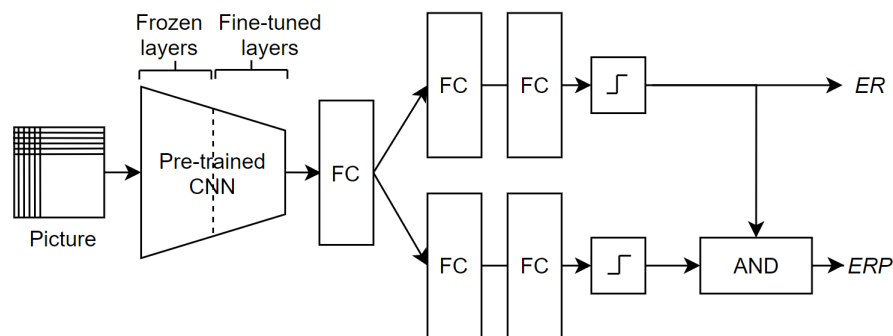 Frozen
layers
Fine-tuned
layers
Picture
Pre-trained
CNN
FC
FC
FC
ER
FC
FC
AND
ERP